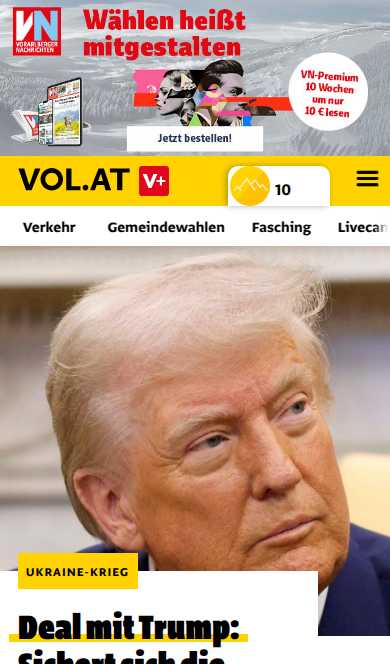 Wählen heißt
mitgestalten
VN
VORARLBERGER
NACHRICHTEN
VN-Premium
10 Wochen
um nur
10 € lesen
Jetzt bestellen!
VOL.AT V+
10
Verkehr Gemeindewahlen Fasching Livecam
UKRAINE-KRIEG
Deal mit Trump:
Sichert sich die